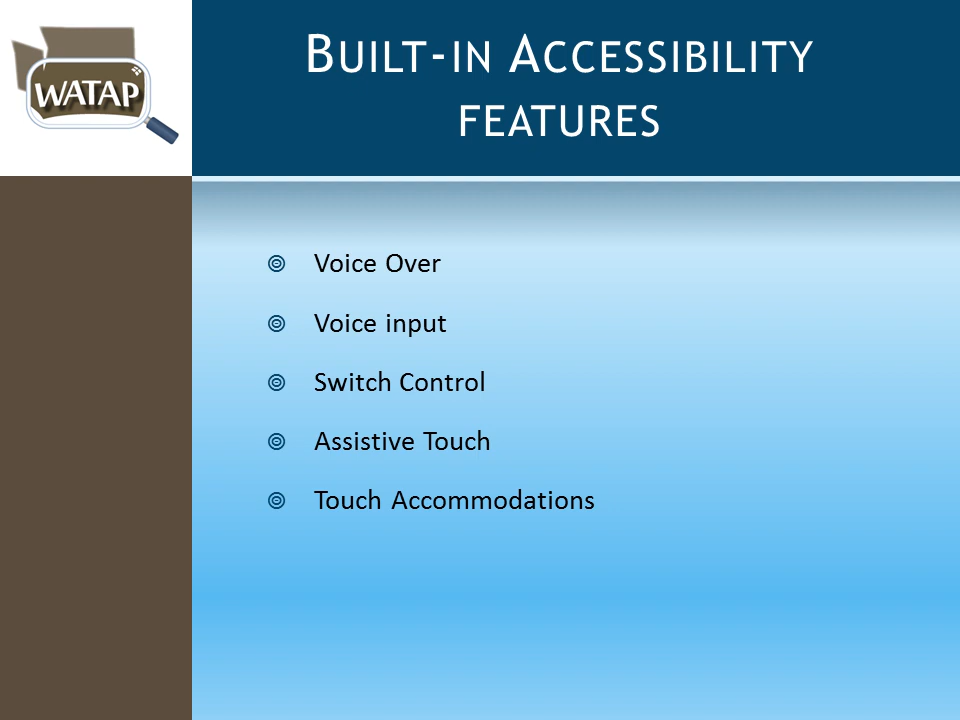 WATAP
Built-in Accessibility
features
Voice Over
Voice input
Switch Control
Assistive Touch
Touch Accommodations